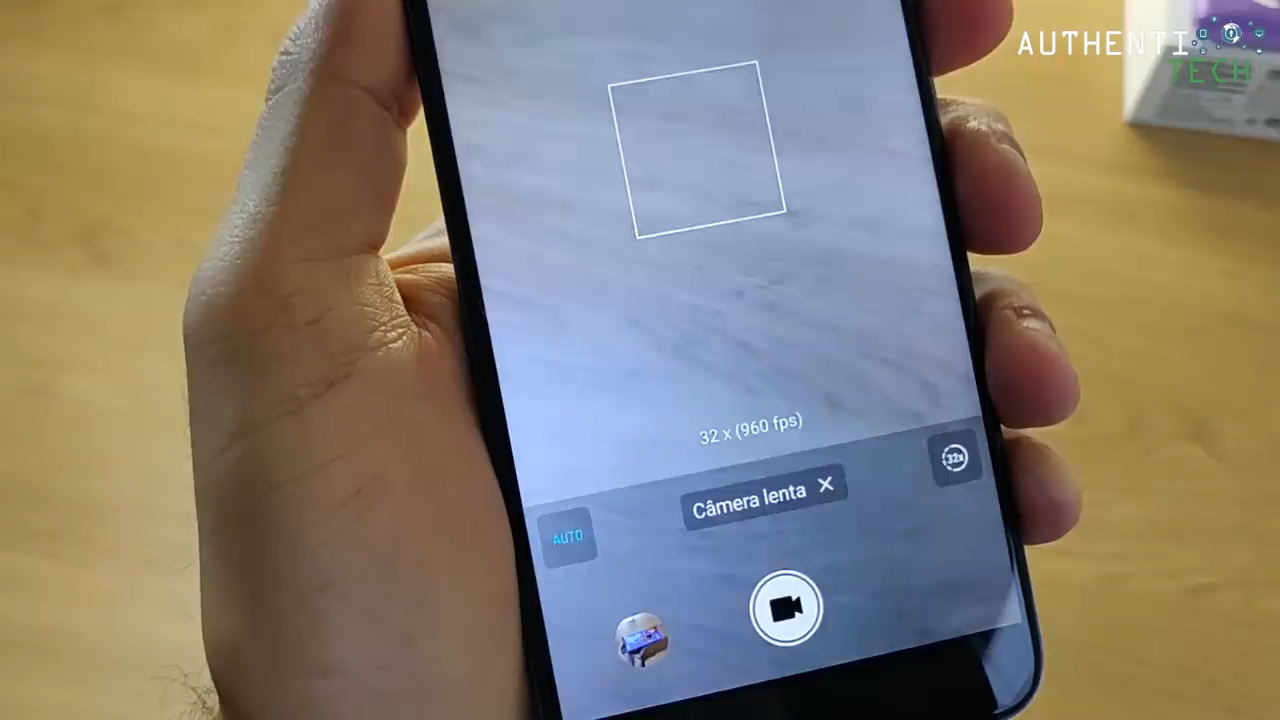 AUTHENTI
TECH
32 x (960 fps)
32x
Câmera lenta X
AUTO